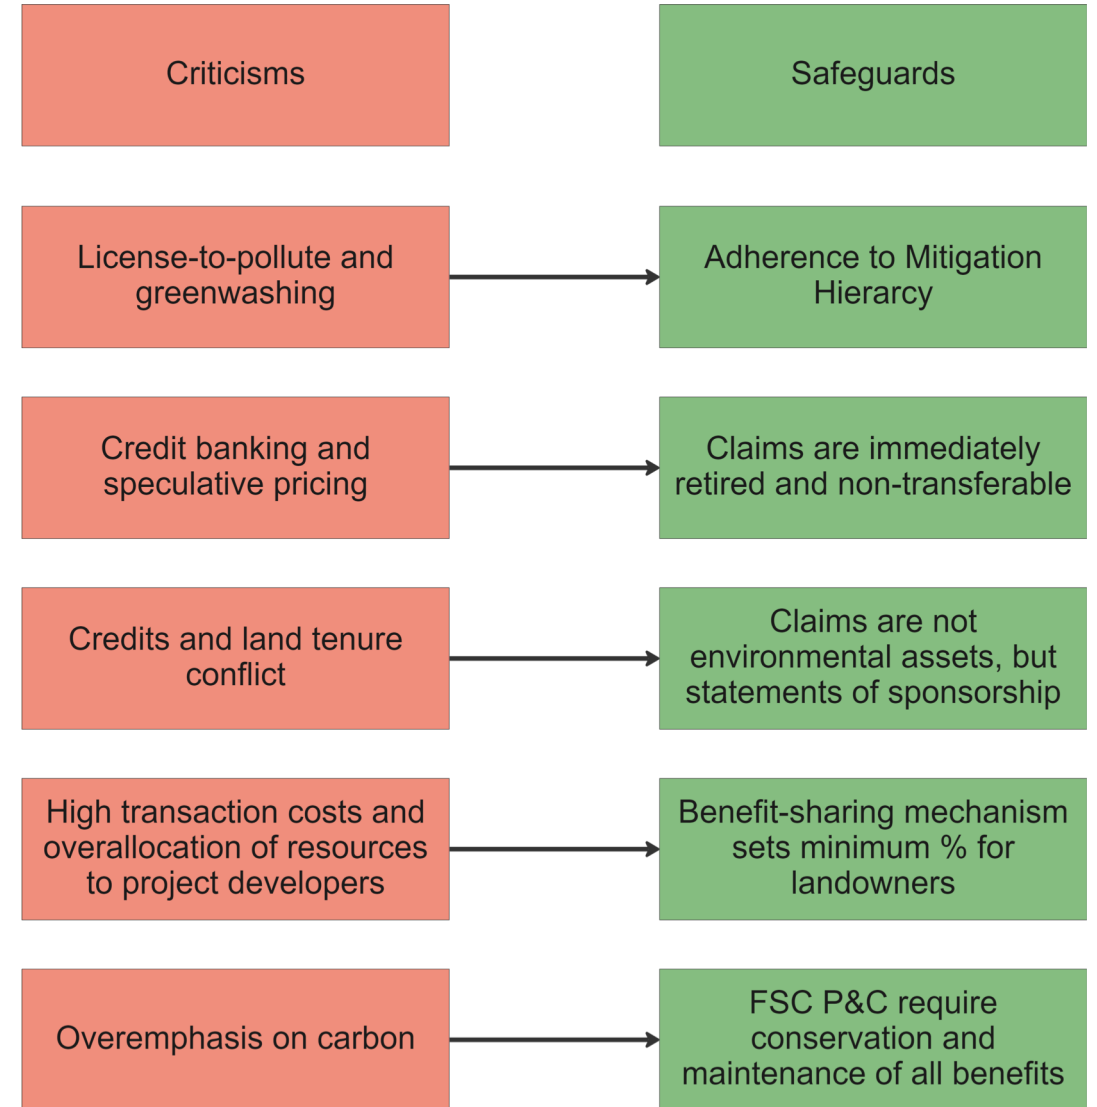 Criticisms
Safeguards
License-to-pollute and
greenwashing
Adherence to Mitigation
Hierarcy
Credit banking and
speculative pricing
Claims are immediately
retired and non-transferable
Credits and land tenure
conflict
Claims are not
environmental assets, but
statements of sponsorship
High transaction costs and
overallocation of resources
to project developers
Benefit-sharing mechanism
sets minimum % for
landowners
Overemphasis on carbon
FSC P&C require
conservation and
maintenance of all benefits